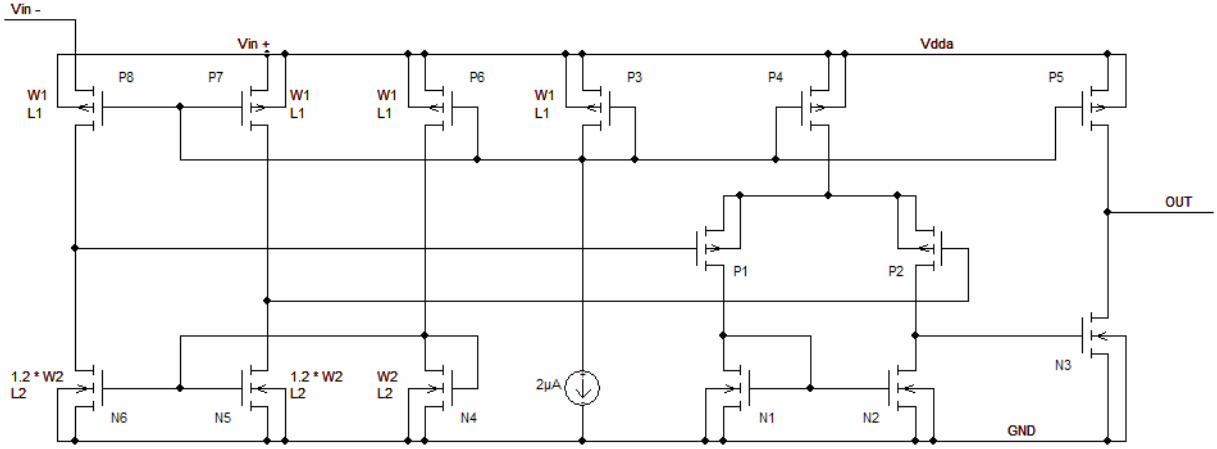 Vin -
Vin +
Vdda
P8
P7
P6
P3
P4
P5
W1
L1
W1
L1
W1
L1
W1
L1
OUT
P1
P2
1.2 * W2
L2
1.2 * W2
L2
W2
L2
2µA
N3
N6
N5
N4
N1
N2
GND